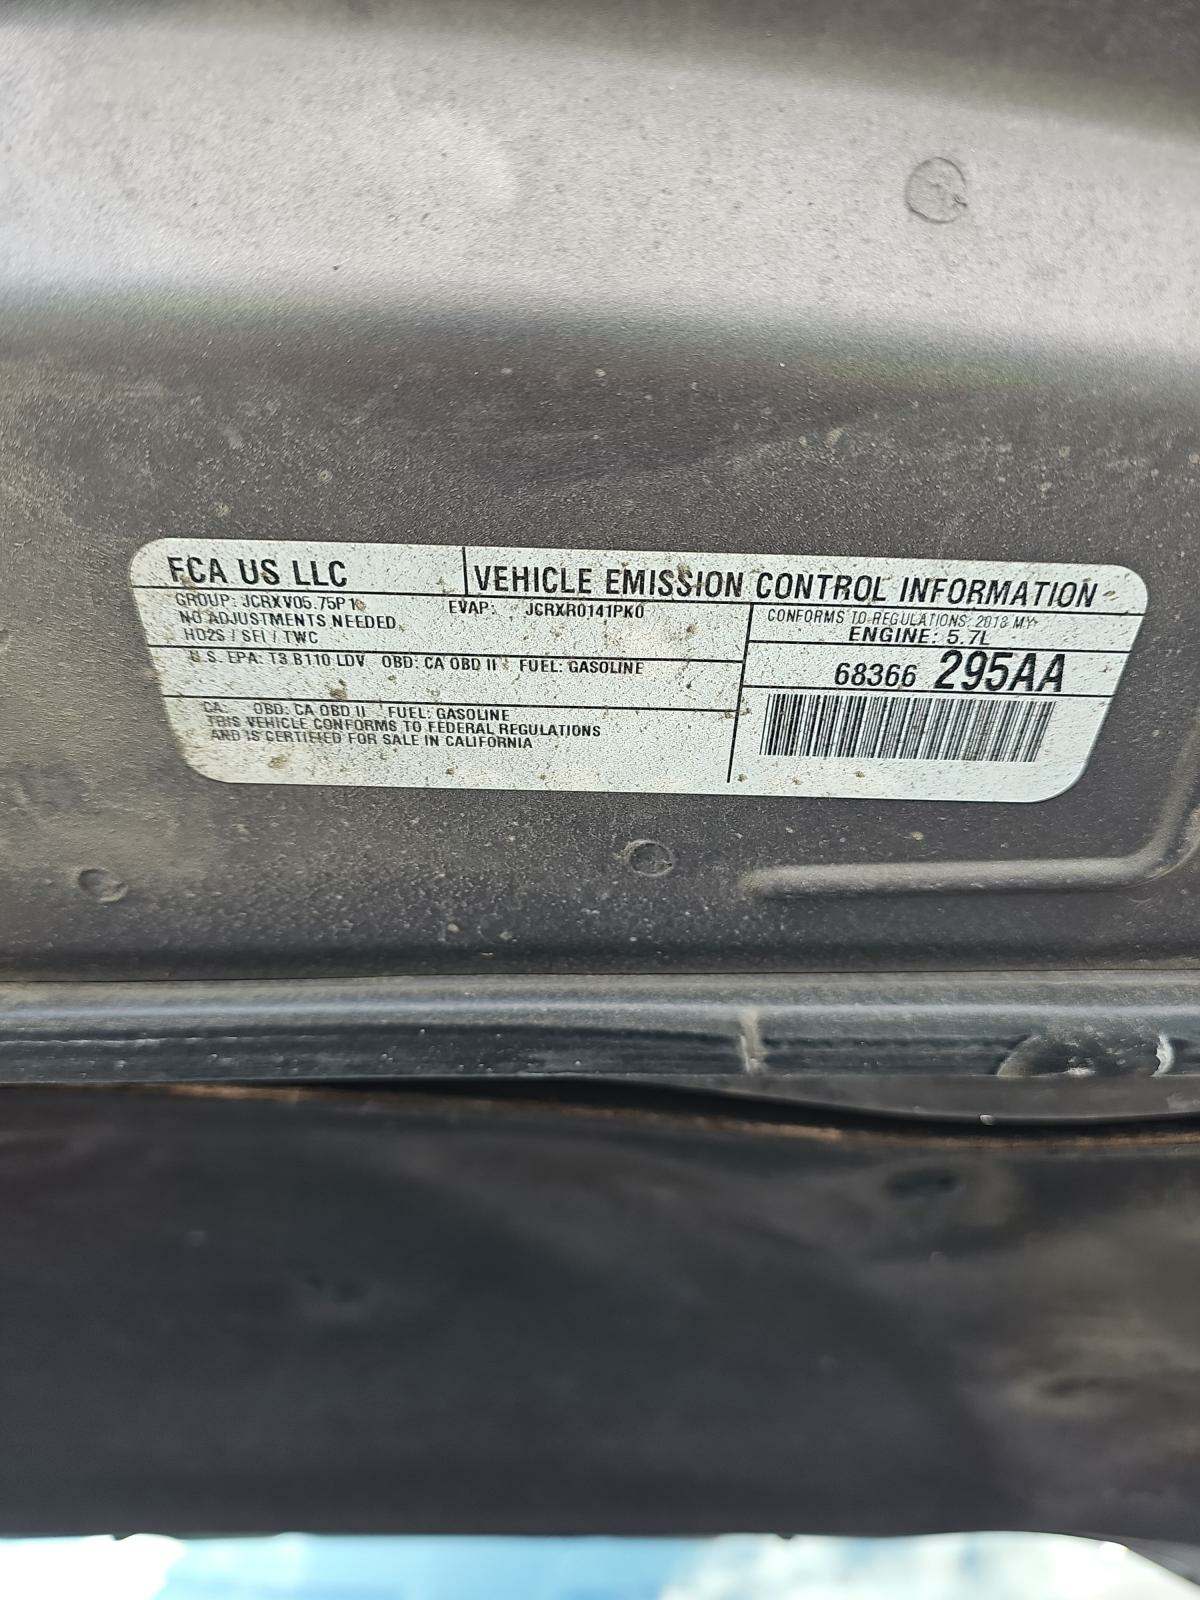 FCA US LLC
VEHICLE EMISSION CONTROL INFORMATION
GROUP: JCRXV05.75P1
EVAP: JCRXR0141PK0
NO ADJUSTMENTS NEEDED
HO2S / SFI / TWC
U.S. EPA: T3 B110 LDV OBD: CA OBD II FUEL: GASOLINE
CA: OBD: CA OBD II FUEL: GASOLINE
THIS VEHICLE CONFORMS TO FEDERAL REGULATIONS
AND IS CERTIFIED FOR SALE IN CALIFORNIA
CONFORMS TO REGULATIONS: 2018 MY
ENGINE: 5.7L
68366 295AA